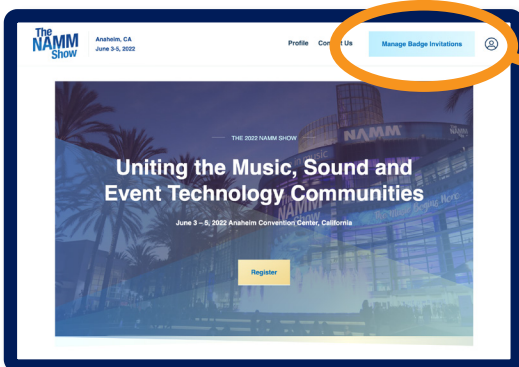 The
NAMM
Show
Anaheim, CA
June 3-5, 2022
Profile
Us
Manage Badge Invitations
THE 2022 NAMM SHOW
Uniting the Music, Sound and
Event Technology Communities
June 3 – 5, 2022 Anaheim Convention Center, California
Register
NAMM
NAMM